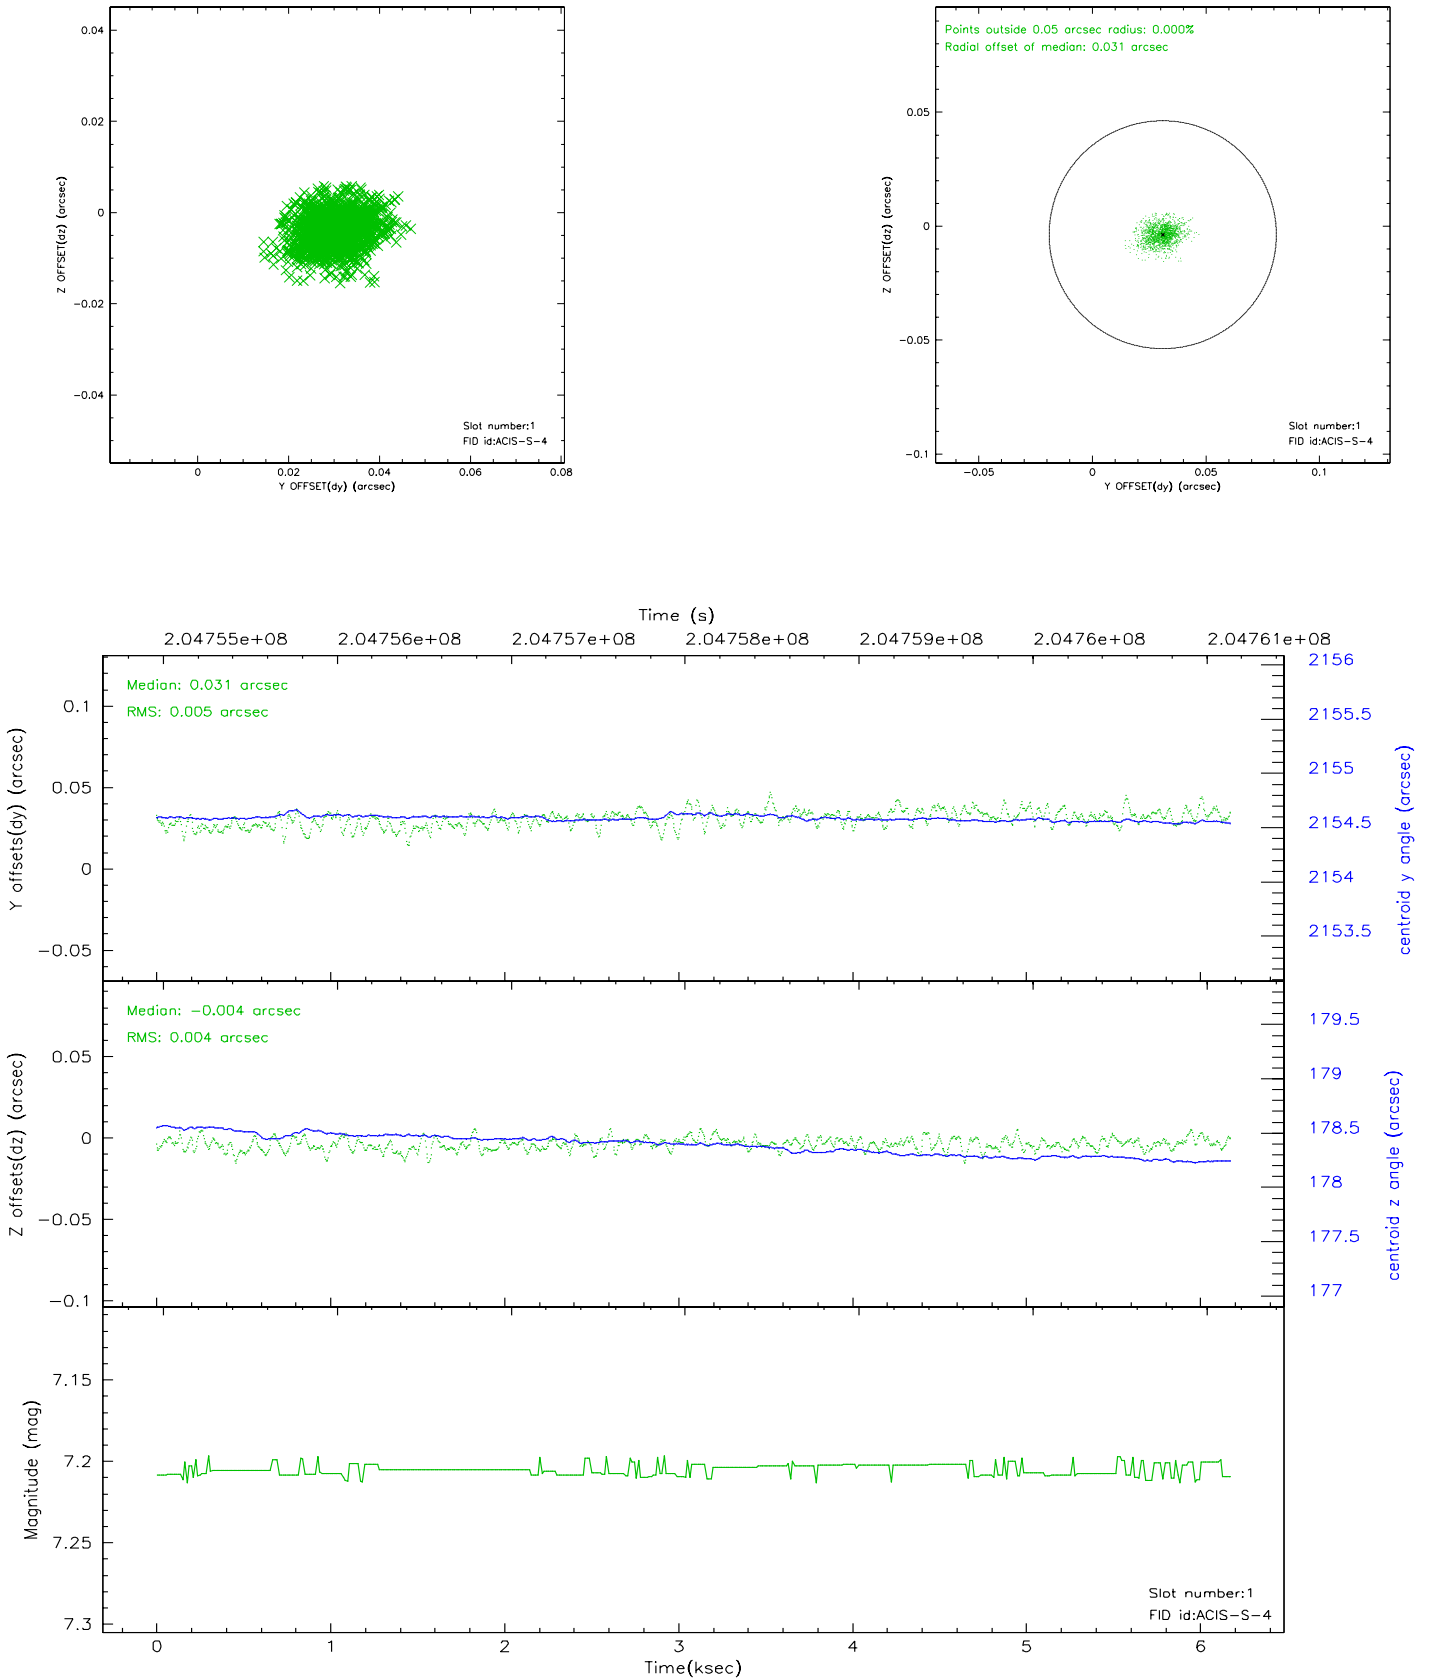 0.04
0.02
0
−0.02
−0.04
Z OFFSET(dz) (arcsec)
Slot number:1
FID id:ACIS−S−4
0
0.02
0.04
0.06
0.08
Y OFFSET(dy) (arcsec)
Points outside 0.05 arcsec radius: 0.000%
Radial offset of median: 0.031 arcsec
0.05
0
−0.05
−0.1
Z OFFSET(dz) (arcsec)
Slot number:1
FID id:ACIS−S−4
−0.05
0
0.05
0.1
Y OFFSET(dy) (arcsec)
Time (s)
2.04755e+08
2.04756e+08
2.04757e+08
2.04758e+08
2.04759e+08
2.0476e+08
2.04761e+08
Median: 0.031 arcsec
RMS: 0.005 arcsec
0.1
0.05
0
−0.05
Y offsets(dy) (arcsec)
2156
2155.5
2155
2154.5
2154
2153.5
centroid y angle (arcsec)
Median: −0.004 arcsec
RMS: 0.004 arcsec
0.05
0
−0.05
−0.1
Z offsets(dz) (arcsec)
179.5
179
178.5
178
177.5
177
centroid z angle (arcsec)
7.15
7.2
7.25
7.3
Magnitude (mag)
Slot number:1
FID id:ACIS−S−4
0
1
2
3
4
5
6
Time(ksec)